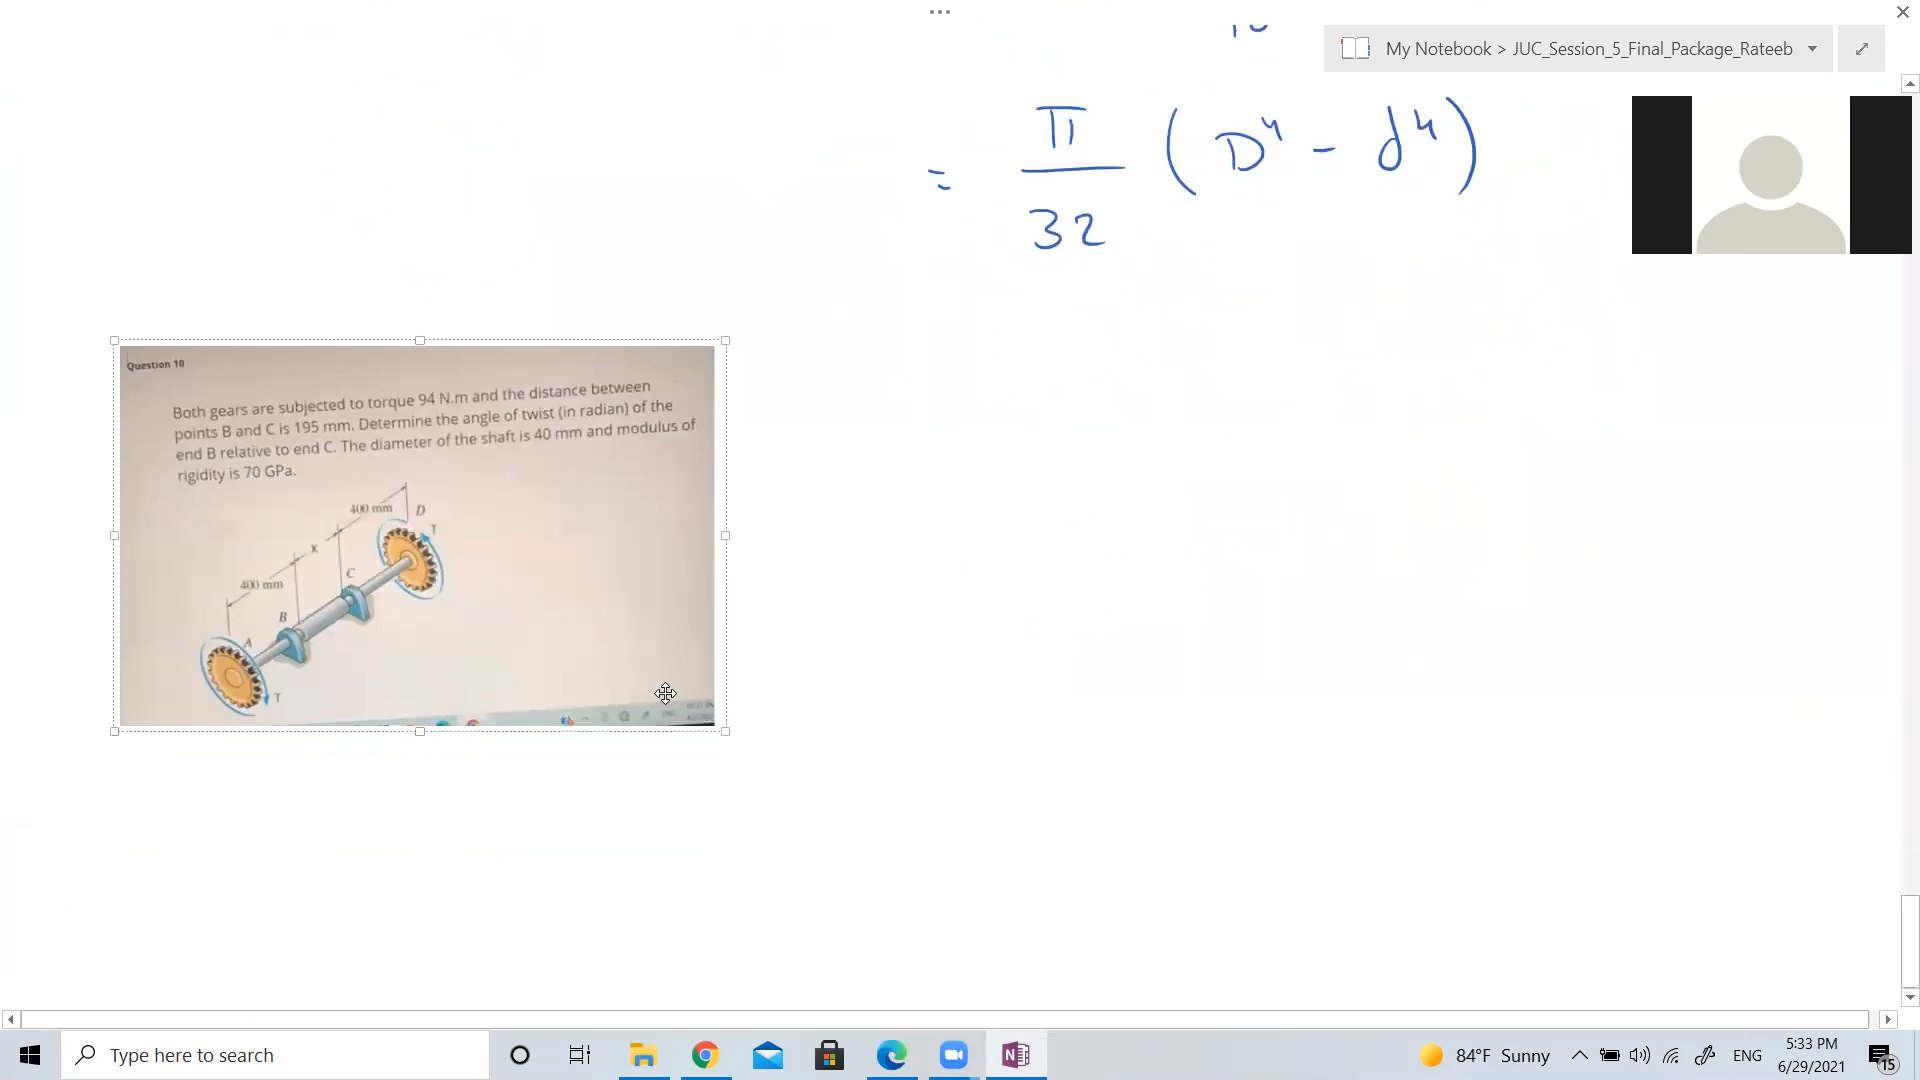 My Notebook > JUC_Session_5_Final_Package_Rateeb
= π/32 (D⁴ - d⁴)
Question 10
Both gears are subjected to torque 94 N.m and the distance between
points B and C is 195 mm. Determine the angle of twist (in radian) of the
end B relative to end C. The diameter of the shaft is 40 mm and modulus of
rigidity is 70 GPa.
400 mm
D
T
X
C
400 mm
B
A
T
Type here to search
84°F Sunny
ENG
5:33 PM
6/29/2021
15